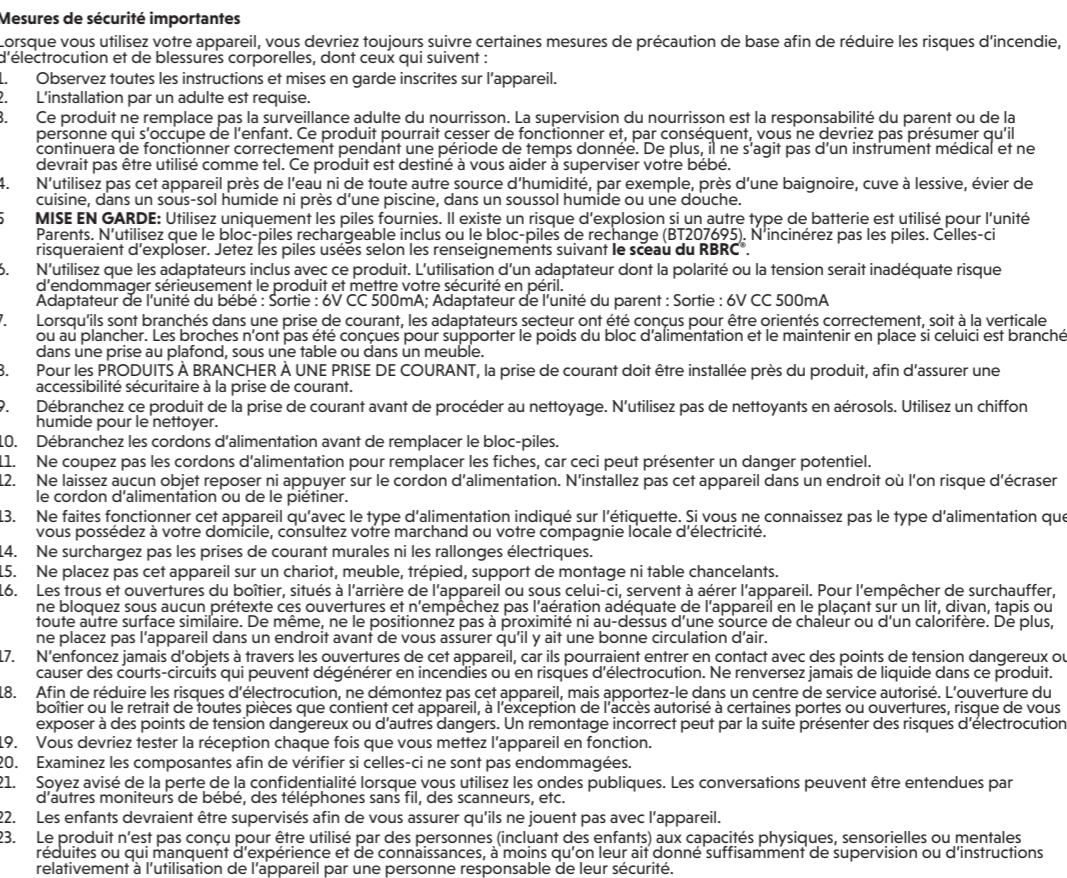 Mesures de sécurité importantes
Lorsque vous utilisez votre appareil, vous devriez toujours suivre certaines mesures de précaution de base afin de réduire les risques d'incendie,
d'électrocution et de blessures corporelles, dont ceux qui suivent :
1. Observez toutes les instructions et mises en garde inscrites sur l'appareil.
2. L'installation par un adulte est requise.
3. Ce produit ne remplace pas la surveillance adulte du nourrisson. La supervision du nourrisson est la responsabilité du parent ou de la
personne qui s'occupe de l'enfant. Ce produit pourrait cesser de fonctionner et, par conséquent, vous ne devriez pas présumer qu'il
continuera de fonctionner correctement pendant une période de temps donnée. De plus, il ne s'agit pas d'un instrument médical et ne
devrait pas être utilisé comme tel. Ce produit est destiné à vous aider à superviser votre bébé.
4. N'utilisez pas cet appareil près de l'eau ni de toute autre source d'humidité, par exemple, près d'une baignoire, cuve à lessive, évier de
cuisine, dans un sous-sol humide ni près d'une piscine, dans un soussol humide ou une douche.
5 MISE EN GARDE: Utilisez uniquement les piles fournies. Il existe un risque d'explosion si un autre type de batterie est utilisé pour l'unité
Parents. N'utilisez que le bloc-piles rechargeable inclus ou le bloc-piles de rechange (BT207695). N'incinérez pas les piles. Celles-ci
risqueraient d'exploser. Jetez les piles usées selon les renseignements suivant le sceau du RBRC®.
6. N'utilisez que les adaptateurs inclus avec ce produit. L'utilisation d'un adaptateur dont la polarité ou la tension serait inadéquate risque
d'endommager sérieusement le produit et mettre votre sécurité en péril.
Adaptateur de l'unité du bébé : Sortie : 6V CC 500mA; Adaptateur de l'unité du parent : Sortie : 6V CC 500mA
7. Lorsqu'ils sont branchés dans une prise de courant, les adaptateurs secteur ont été conçus pour être orientés correctement, soit à la verticale
ou au plancher. Les broches n'ont pas été conçues pour supporter le poids du bloc d'alimentation et le maintenir en place si celuici est branché
dans une prise au plafond, sous une table ou dans un meuble.
8. Pour les PRODUITS À BRANCHER À UNE PRISE DE COURANT, la prise de courant doit être installée près du produit, afin d'assurer une
accessibilité sécuritaire à la prise de courant.
9. Débranchez ce produit de la prise de courant avant de procéder au nettoyage. N'utilisez pas de nettoyants en aérosols. Utilisez un chiffon
humide pour le nettoyer.
10. Débranchez les cordons d'alimentation avant de remplacer le bloc-piles.
11. Ne coupez pas les cordons d'alimentation pour remplacer les fiches, car ceci peut présenter un danger potentiel.
12. Ne laissez aucun objet reposer ni appuyer sur le cordon d'alimentation. N'installez pas cet appareil dans un endroit où l'on risque d'écraser
le cordon d'alimentation ou de le piétiner.
13. Ne faites fonctionner cet appareil qu'avec le type d'alimentation indiqué sur l'étiquette. Si vous ne connaissez pas le type d'alimentation que
vous possédez à votre domicile, consultez votre marchand ou votre compagnie locale d'électricité.
14. Ne surchargez pas les prises de courant murales ni les rallonges électriques.
15. Ne placez pas cet appareil sur un chariot, meuble, trépied, support de montage ni table chancelants.
16. Les trous et ouvertures du boîtier, situés à l'arrière de l'appareil ou sous celui-ci, servent à aérer l'appareil. Pour l'empêcher de surchauffer,
ne bloquez sous aucun prétexte ces ouvertures et n'empêchez pas l'aération adéquate de l'appareil en le plaçant sur un lit, divan, tapis ou
toute autre surface similaire. De même, ne le positionnez pas à proximité ni au-dessus d'une source de chaleur ou d'un calorifère. De plus,
ne placez pas l'appareil dans un endroit avant de vous assurer qu'il y ait une bonne circulation d'air.
17. N'enfoncez jamais d'objets à travers les ouvertures de cet appareil, car ils pourraient entrer en contact avec des points de tension dangereux ou
causer des courts-circuits qui peuvent dégénérer en incendies ou en risques d'électrocution. Ne renversez jamais de liquide dans ce produit.
18. Afin de réduire les risques d'électrocution, ne démontez pas cet appareil, mais apportez-le dans un centre de service autorisé. L'ouverture du
boîtier ou le retrait de toutes pièces que contient cet appareil, à l'exception de l'accès autorisé à certaines portes ou ouvertures, risque de vous
exposer à des points de tension dangereux ou d'autres dangers. Un remontage incorrect peut par la suite présenter des risques d'électrocution
19. Vous devriez tester la réception chaque fois que vous mettez l'appareil en fonction.
20. Examinez les composantes afin de vérifier si celles-ci ne sont pas endommagées.
21. Soyez avisé de la perte de la confidentialité lorsque vous utilisez les ondes publiques. Les conversations peuvent être entendues par
d'autres moniteurs de bébé, des téléphones sans fil, des scanneurs, etc.
22. Les enfants devraient être supervisés afin de vous assurer qu'ils ne jouent pas avec l'appareil.
23. Le produit n'est pas conçu pour être utilisé par des personnes (incluant des enfants) aux capacités physiques, sensorielles ou mentales
réduites ou qui manquent d'expérience et de connaissances, à moins qu'on leur ait donné suffisamment de supervision ou d'instructions
relativement à l'utilisation de l'appareil par une personne responsable de leur sécurité.